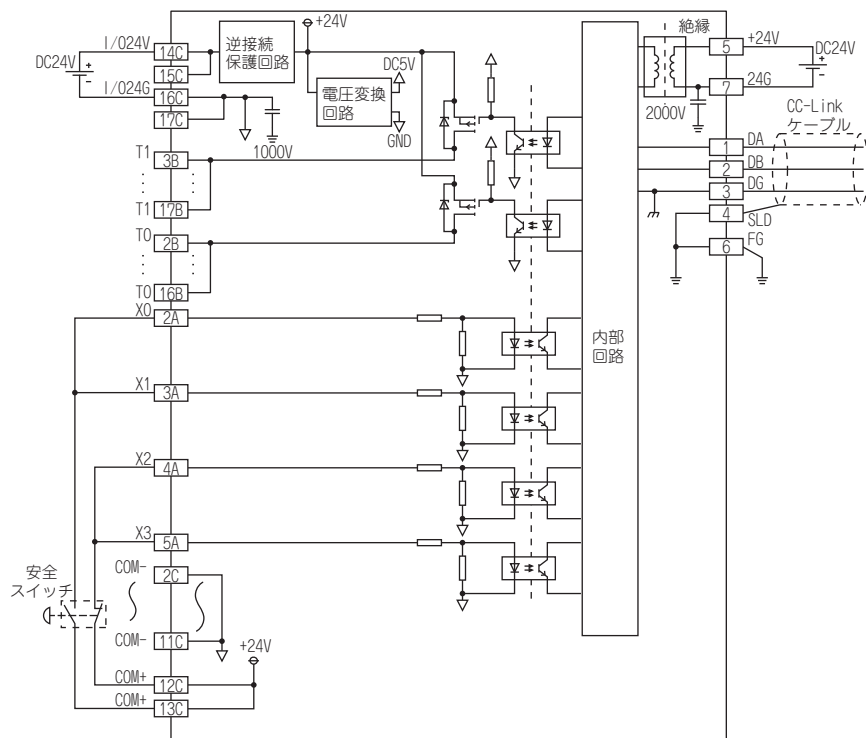 +24V
絶縁
I/O24V
14C
逆接続
保護回路
5
+24V
DC24V
+
-
15C
DC5V
DC24V
+
-
I/O24G
16C
電圧変換
回路
7
24G
17C
2000V
CC-Link
ケーブル
GND
T1
3B
1000V
1
DA
2
DB
3
DG
T1
17B
4
SLD
T0
2B
6
FG
T0
16B
X0
2A
内部
回路
X1
3A
X2
4A
X3
5A
安全
スイッチ
COM-
2C
COM-
11C
+24V
COM+
12C
COM+
13C